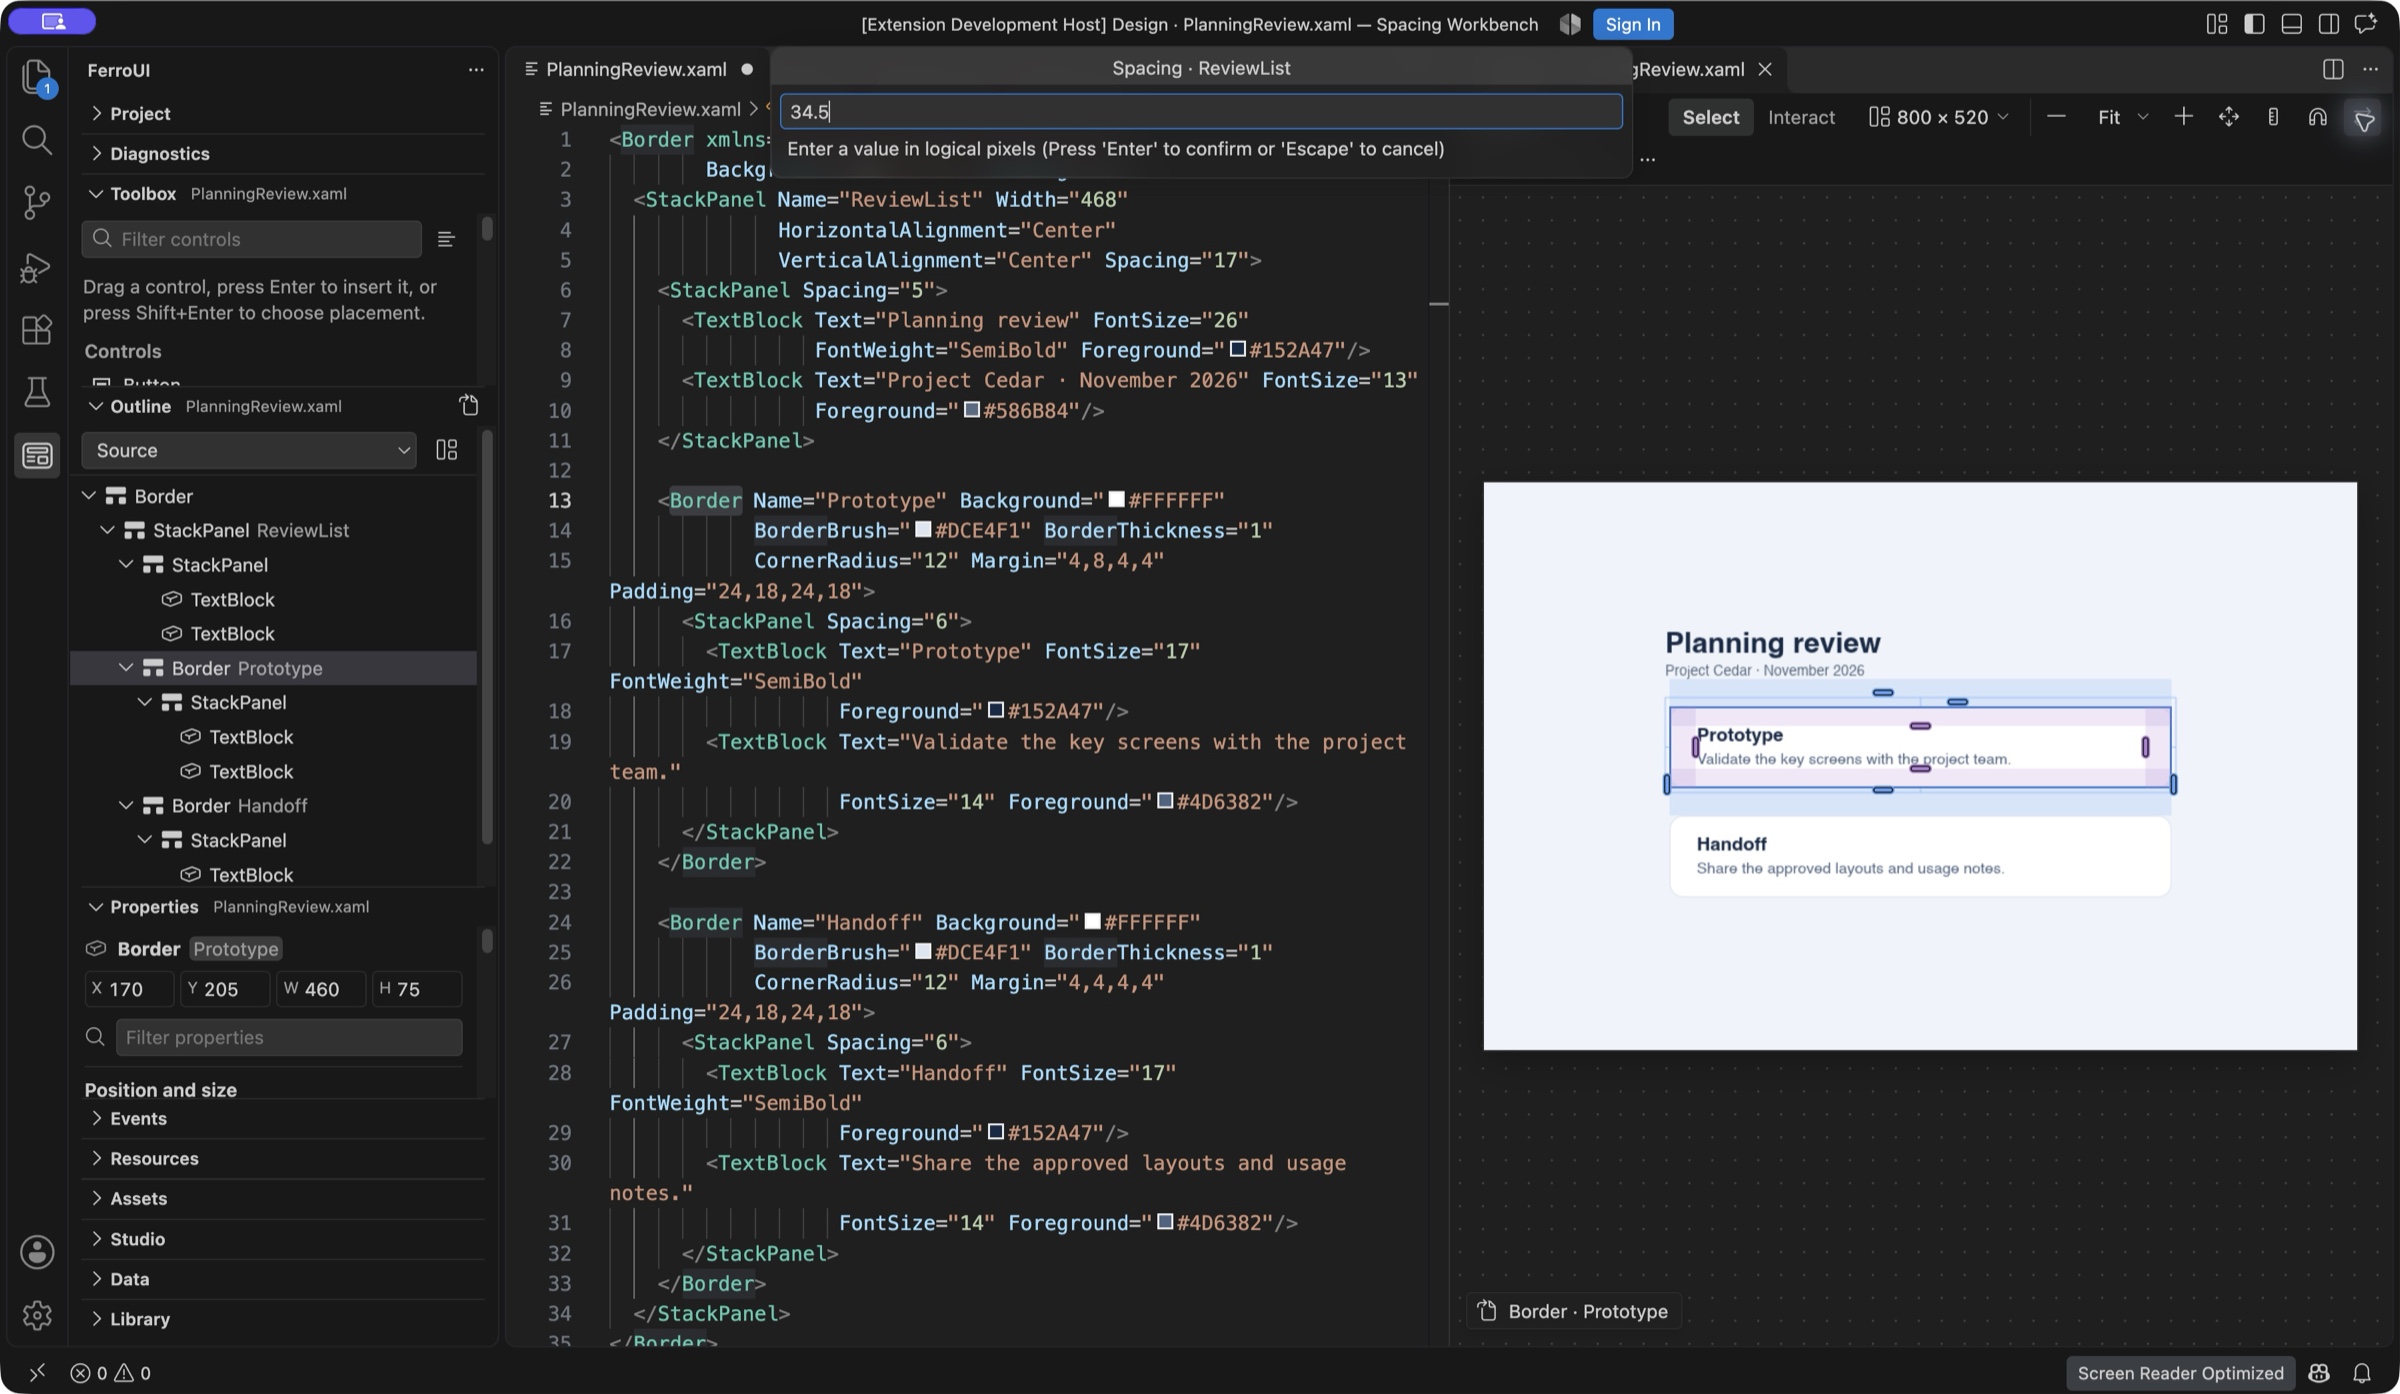 [Extension Development Host] Design · PlanningReview.xaml — Spacing Workbench
Sign In
1
FerroUI
Project
Diagnostics
Toolbox PlanningReview.xaml
Filter controls
Drag a control, press Enter to insert it, or
press Shift+Enter to choose placement.
Controls
Button
Outline PlanningReview.xaml
Source
Border
StackPanel ReviewList
StackPanel
TextBlock
TextBlock
Border Prototype
StackPanel
TextBlock
TextBlock
Border Handoff
StackPanel
TextBlock
Properties PlanningReview.xaml
Border Prototype
X 170 Y 205 W 460 H 75
Filter properties
Position and size
Events
Resources
Assets
Studio
Data
Library
PlanningReview.xaml
PlanningReview.xaml
Spacing · ReviewList
34.5
Enter a value in logical pixels (Press 'Enter' to confirm or 'Escape' to cancel)
1 <Border xmlns=
2 Backg
3 <StackPanel Name="ReviewList" Width="468"
4 HorizontalAlignment="Center"
5 VerticalAlignment="Center" Spacing="17">
6 <StackPanel Spacing="5">
7 <TextBlock Text="Planning review" FontSize="26"
8 FontWeight="SemiBold" Foreground="#152A47"/>
9 <TextBlock Text="Project Cedar · November 2026" FontSize="13"
10 Foreground="#586B84"/>
11 </StackPanel>
12
13 <Border Name="Prototype" Background="#FFFFFF"
14 BorderBrush="#DCE4F1" BorderThickness="1"
15 CornerRadius="12" Margin="4,8,4,4"
Padding="24,18,24,18">
16 <StackPanel Spacing="6">
17 <TextBlock Text="Prototype" FontSize="17"
FontWeight="SemiBold"
18 Foreground="#152A47"/>
19 <TextBlock Text="Validate the key screens with the project
team."
20 FontSize="14" Foreground="#4D6382"/>
21 </StackPanel>
22 </Border>
23
24 <Border Name="Handoff" Background="#FFFFFF"
25 BorderBrush="#DCE4F1" BorderThickness="1"
26 CornerRadius="12" Margin="4,4,4,4"
Padding="24,18,24,18">
27 <StackPanel Spacing="6">
28 <TextBlock Text="Handoff" FontSize="17"
FontWeight="SemiBold"
29 Foreground="#152A47"/>
30 <TextBlock Text="Share the approved layouts and usage
notes."
31 FontSize="14" Foreground="#4D6382"/>
32 </StackPanel>
33 </Border>
34 </StackPanel>
35 </Border>
gReview.xaml
Select Interact 800 × 520 Fit
Planning review
Project Cedar · November 2026
Prototype
Validate the key screens with the project team.
Handoff
Share the approved layouts and usage notes.
Border · Prototype
0 0
Screen Reader Optimized